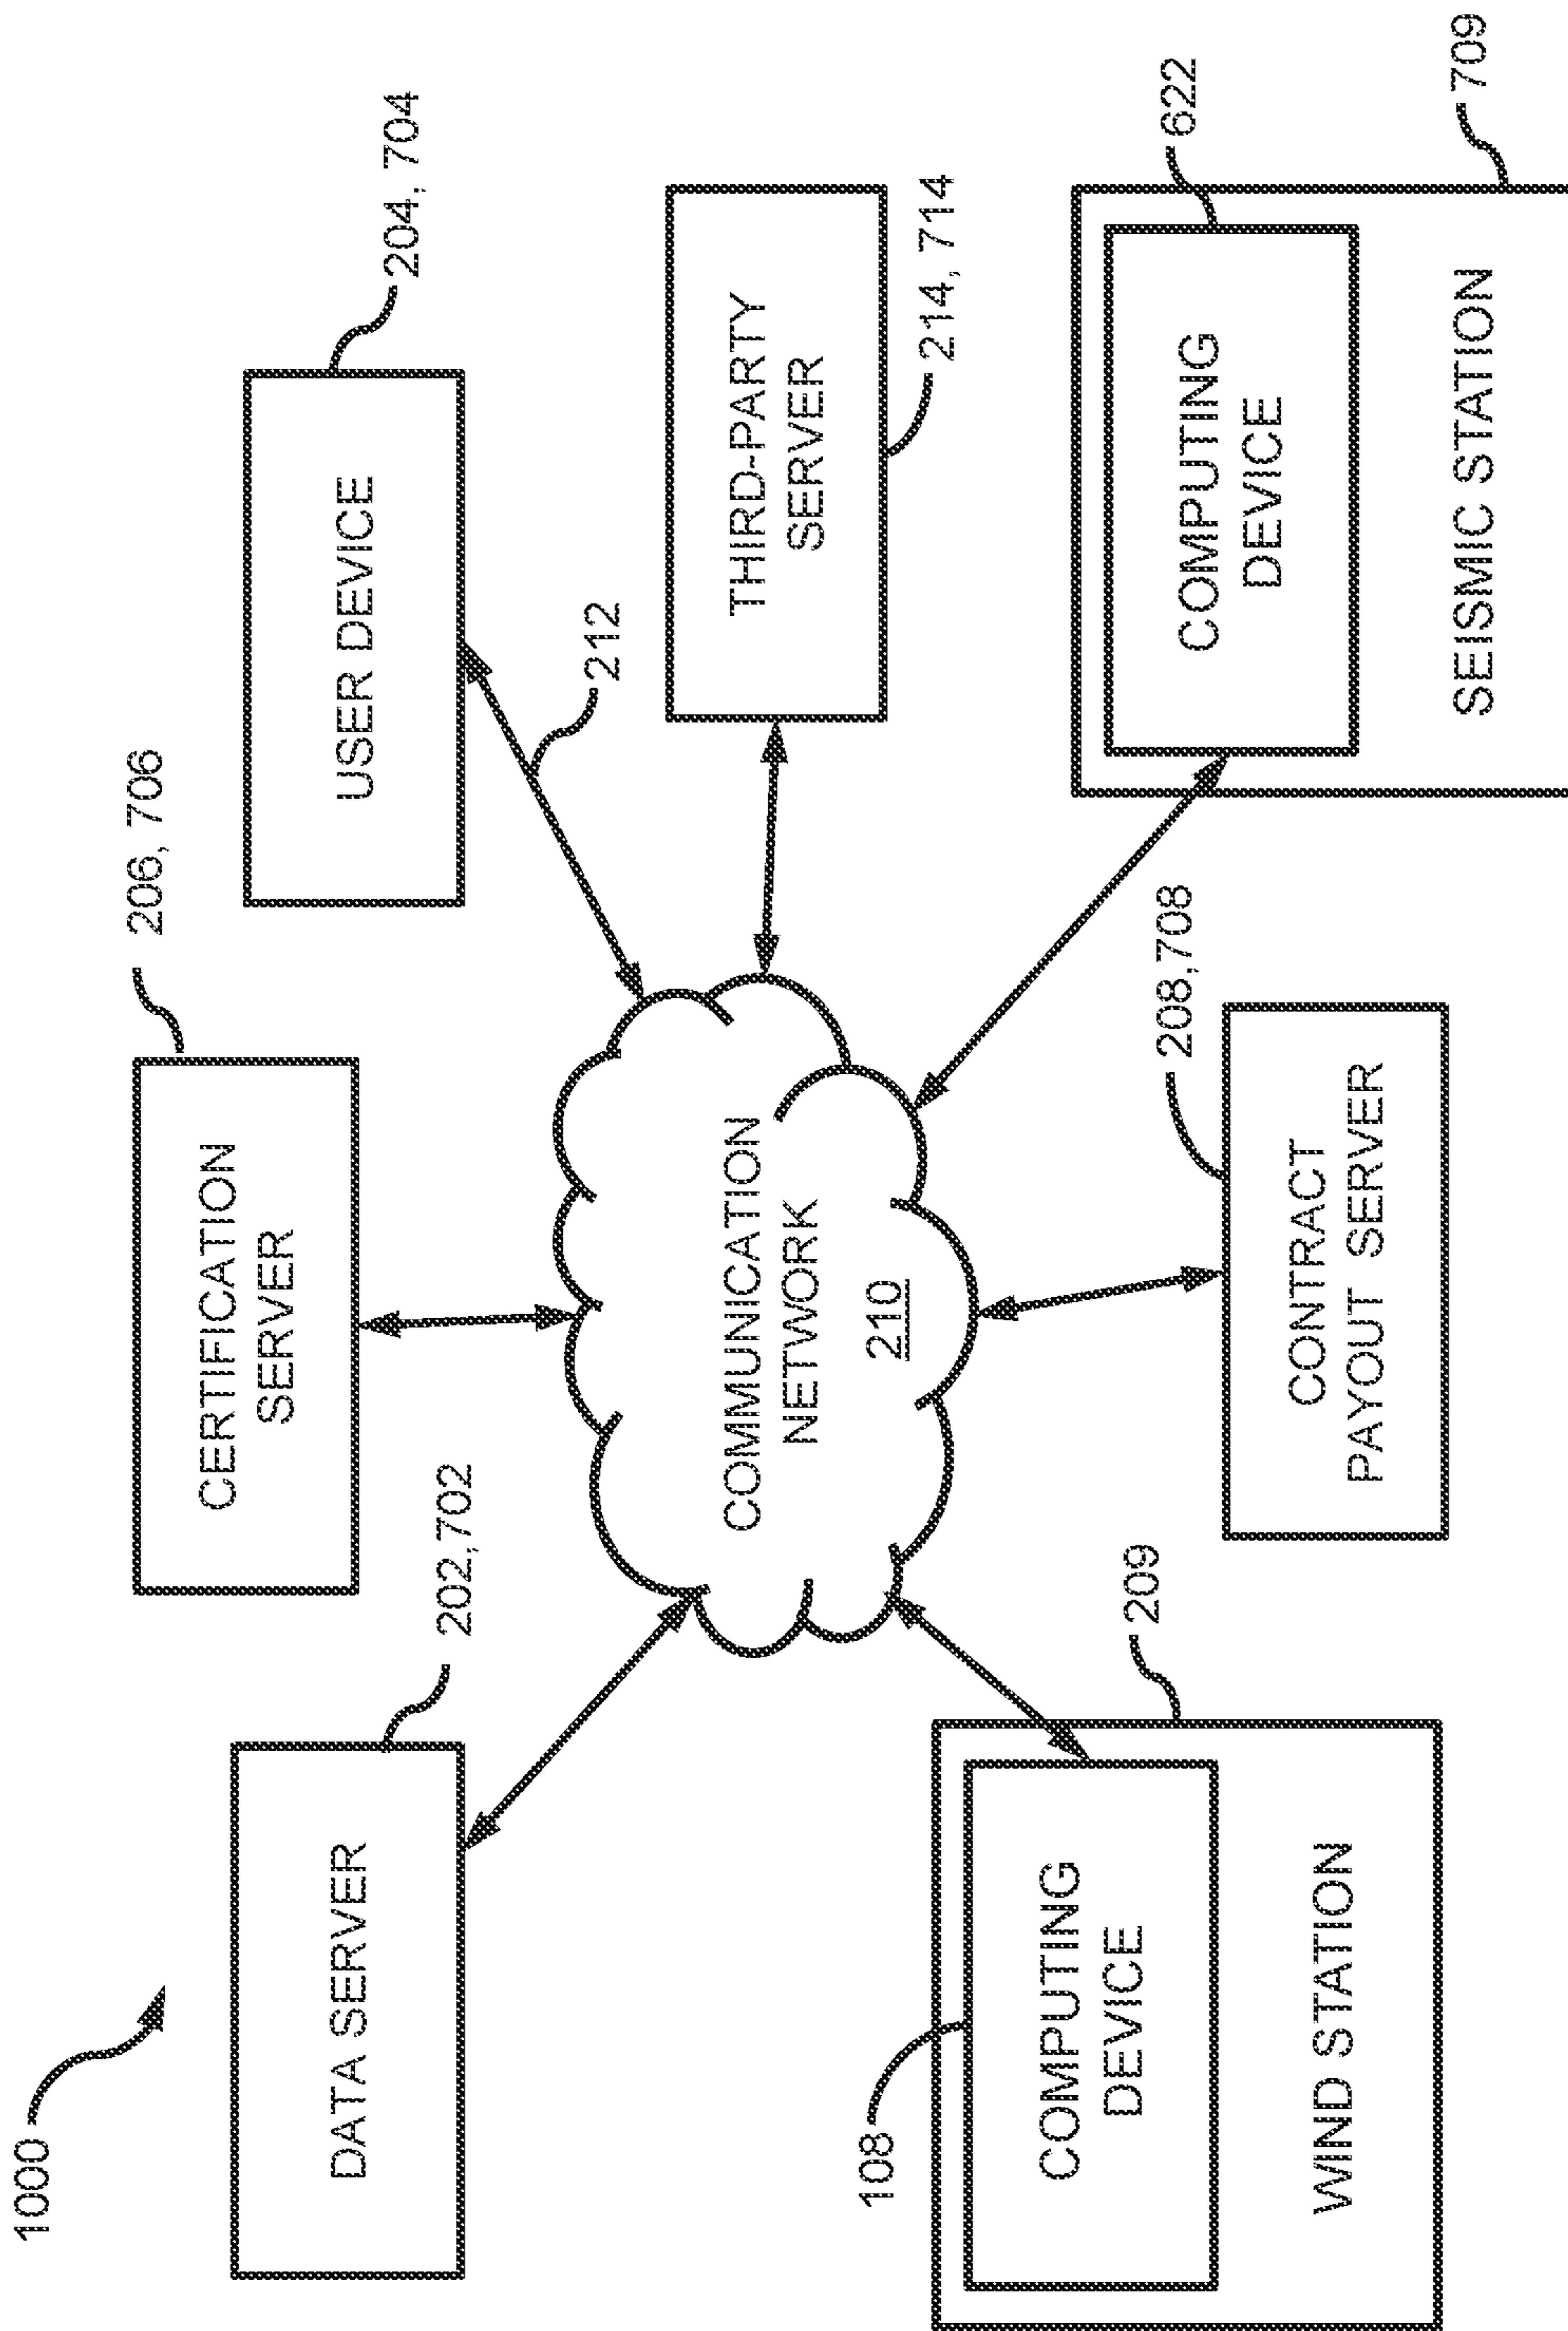 1000
206, 706
204, 704
CERTIFICATION
SERVER
DATA SERVER
202,702
USER DEVICE
212
COMMUNICATION
NETWORK
210
THIRD-PARTY
SERVER
214, 714
108
COMPUTING
DEVICE
WIND STATION
209
CONTRACT
PAYOUT SERVER
208,708
COMPUTING
DEVICE
622
SEISMIC STATION
709